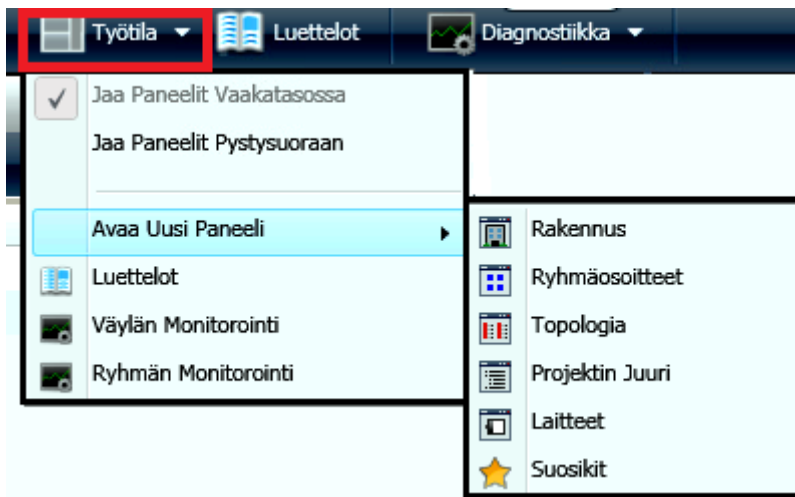 Työtila Luettelot Diagnostiikka
Jaa Paneelit Vaakatasossa
Jaa Paneelit Pystysuoraan
Avaa Uusi Paneeli
Luettelot
Väylän Monitorointi
Ryhmän Monitorointi
Rakennus
Ryhmäosoitteet
Topologia
Projektin Juuri
Laitteet
Suosikit